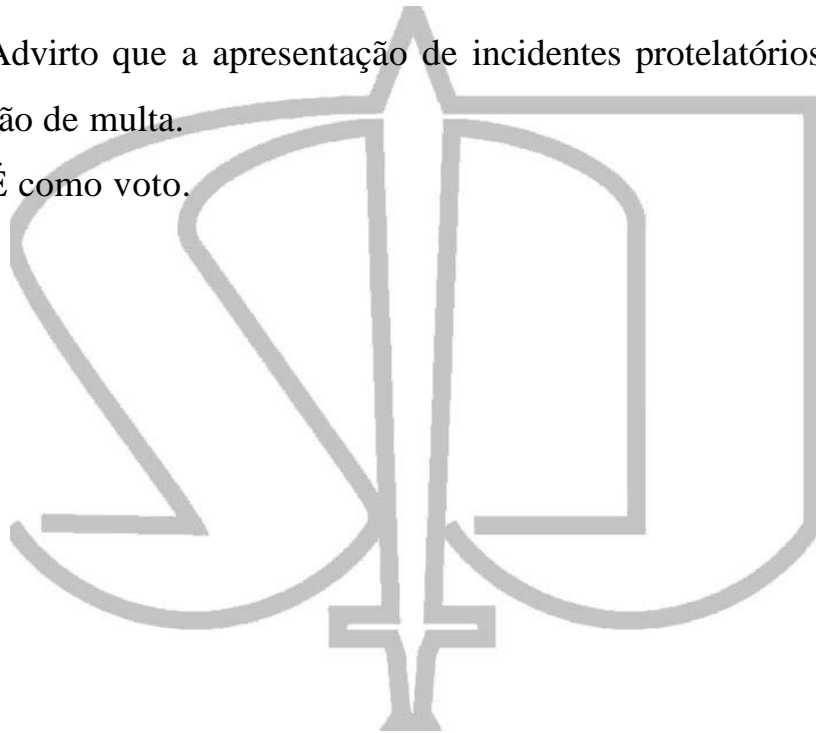 Advirto que a apresentação de incidentes protelatórios
ão de multa.
É como voto.